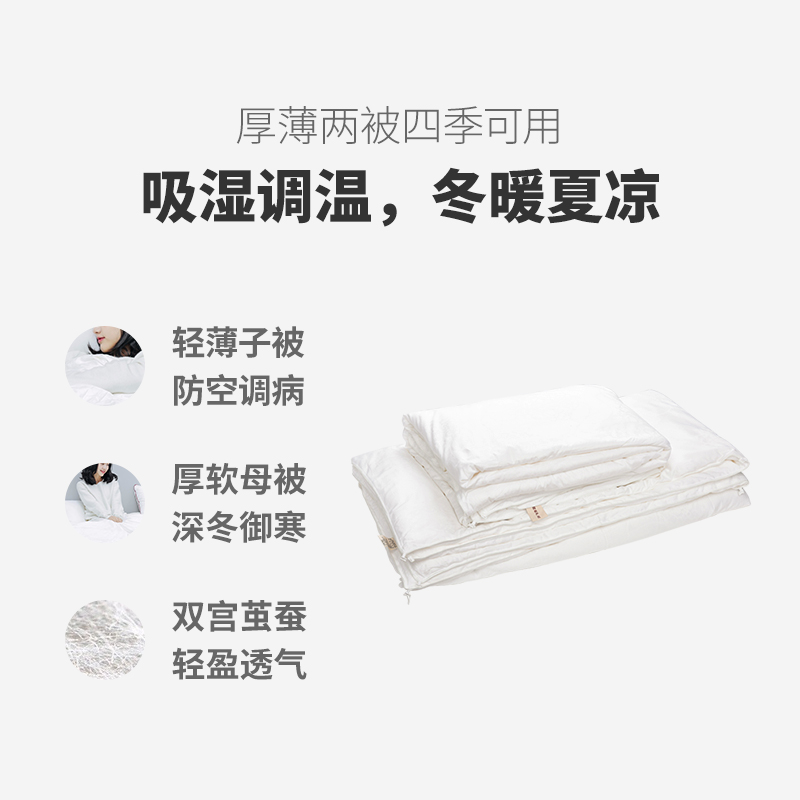 厚薄两被四季可用
吸湿调温，冬暖夏凉
轻薄子被
防空调病
厚软母被
深冬御寒
双宫茧蚕
轻盈透气